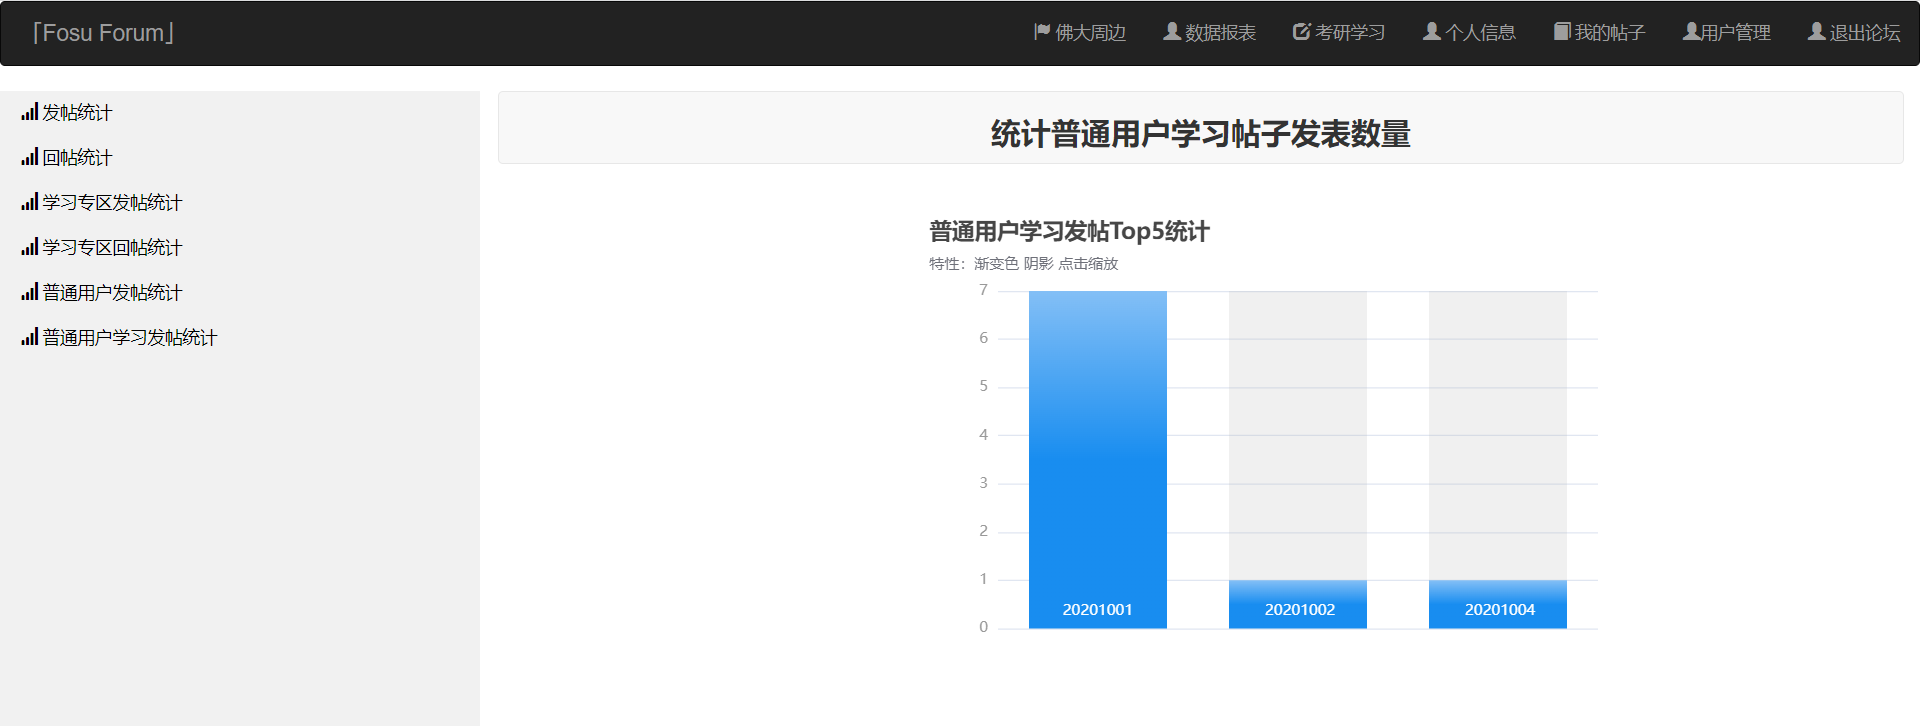 「Fosu Forum」 佛大周边 数据报表 考研学习 个人信息 我的帖子 用户管理 退出论坛
发帖统计
回帖统计
学习专区发帖统计
学习专区回帖统计
普通用户发帖统计
普通用户学习发帖统计
统计普通用户学习帖子发表数量
普通用户学习发帖Top5统计
特性：渐变色 阴影 点击缩放
7
6
5
4
3
2
1
0
20201001 20201002 20201004